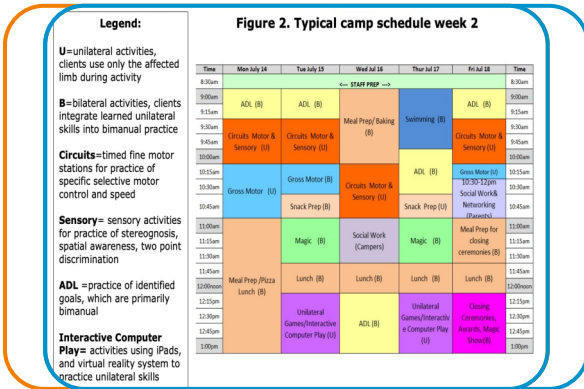 Legend:
U=unilateral activities,
clients use only the affected
limb during activity
B=bilateral activities, clients
integrate learned unilateral
skills into bimanual practice
Circuits=timed fine motor
stations for practice of
specific selective motor
control and speed
Sensory= sensory activities
for practice of stereognosis,
spatial awareness, two point
discrimination
ADL =practice of identified
goals, which are primarily
bimanual
Interactive Computer
Play= activities using iPads,
and virtual reality system to
practice unilateral skills
Figure 2. Typical camp schedule week 2
Time Mon July 14 Tue July 15 Wed Jul 16 Thur Jul 17 Fri Jul 18 Time
8:30am <--- STAFF PREP --> 8:30am
9:00am 9:00am
ADL (B) ADL (B) ADL (B)
9:15am 9:15am
Meal Prep/ Baking
(B)
Swimming (B)
9:30am 9:30am
Circuits Motor &
Sensory (U)
Circuits Motor &
Sensory (U)
Circuits Motor &
Sensory (U)
9:45am 9:45am
10:00am 10:00am
ADL (B)
10:15am Gross Motor (U) 10:15am
Gross Motor (U) Gross Motor (B)
Circuits Motor &
Sensory (U)
10:30am 10:30-12pm 10:30am
Social Work&
Networking
(Parents)
10:45am Snack Prep (B) Snack Prep (U) 10:45am
11:00am 11:00am
Meal Prep for
closing
ceremonies (B)
11:15am Magic (B) 11:15am
Social Work
(Campers)
Magic (B)
11:30am 11:30am
11:45am 11:45am
Meal Prep /Pizza
Lunch (B)
Lunch (B) Lunch (B) Lunch (B) Lunch (B)
12:00noon 12:00noon
12:15pm 12:15pm
Unilateral
Games/Interactive
Computer Play (U)
ADL (B)
Unilateral
Games/Interactiv
e Computer Play
(U)
Closing
Ceremonies,
Awards, Magic
Show(B)
12:30pm 12:30pm
12:45pm 12:45pm
1:00pm 1:00pm